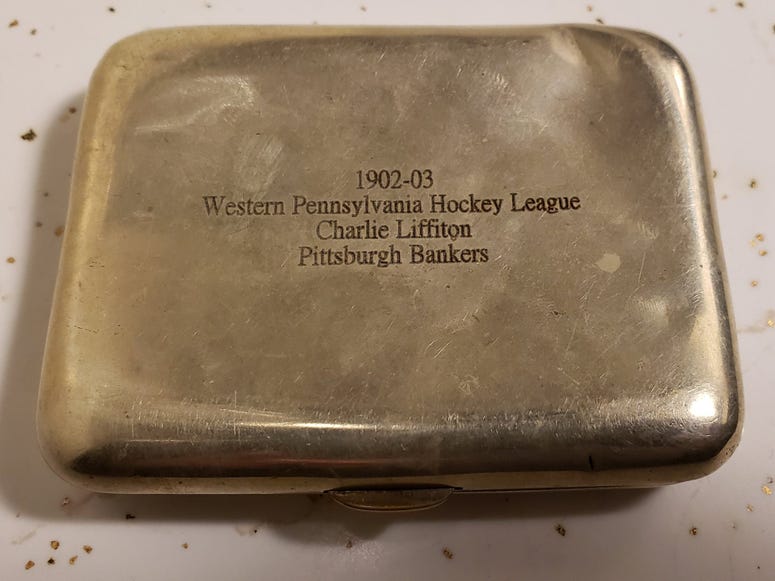 1902-03
Western Pennsylvania Hockey League
Charlie Liffiton
Pittsburgh Bankers